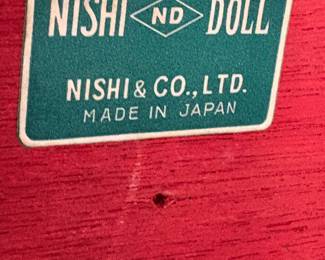 NISHI ND DOLL
NISHI & CO., LTD.
MADE IN JAPAN